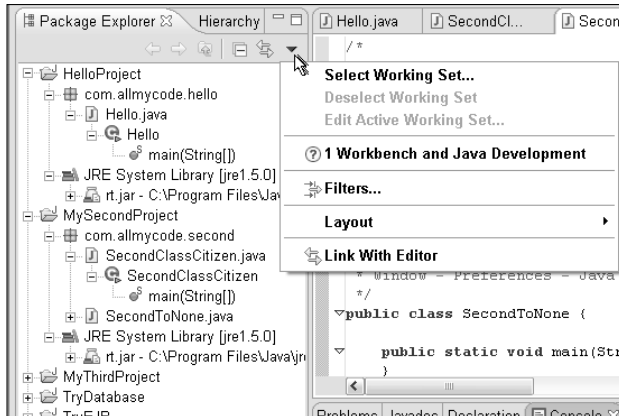 Package Explorer
Hierarchy
Hello.java
SecondCl...
Secon
/*
HelloProject
com.allmycode.hello
Hello.java
Hello
main(String[])
JRE System Library [jre1.5.0]
rt.jar - C:\Program Files\Jav
MySecondProject
com.allmycode.second
SecondClassCitizen.java
SecondClassCitizen
main(String[])
SecondToNone.java
JRE System Library [jre1.5.0]
rt.jar - C:\Program Files\Java\jr
MyThirdProject
TryDatabase
TryEJB
Select Working Set...
Deselect Working Set
Edit Active Working Set...
1 Workbench and Java Development
Filters...
Layout
Link With Editor
* Window - Preferences - Java
*/
public class SecondToNone {
public static void main(Str
}
Problems Javadoc Declaration Console